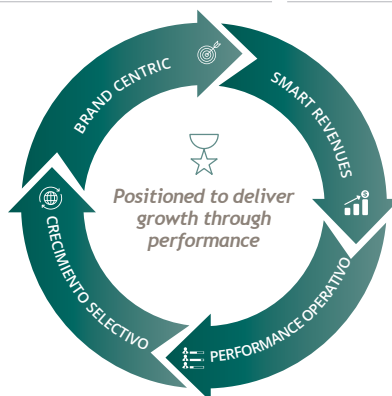 BRAND CENTRIC
SMART REVENUES
Positioned to deliver
growth through
performance
CRECIMIENTO SELECTIVO
PERFORMANCE OPERATIVO